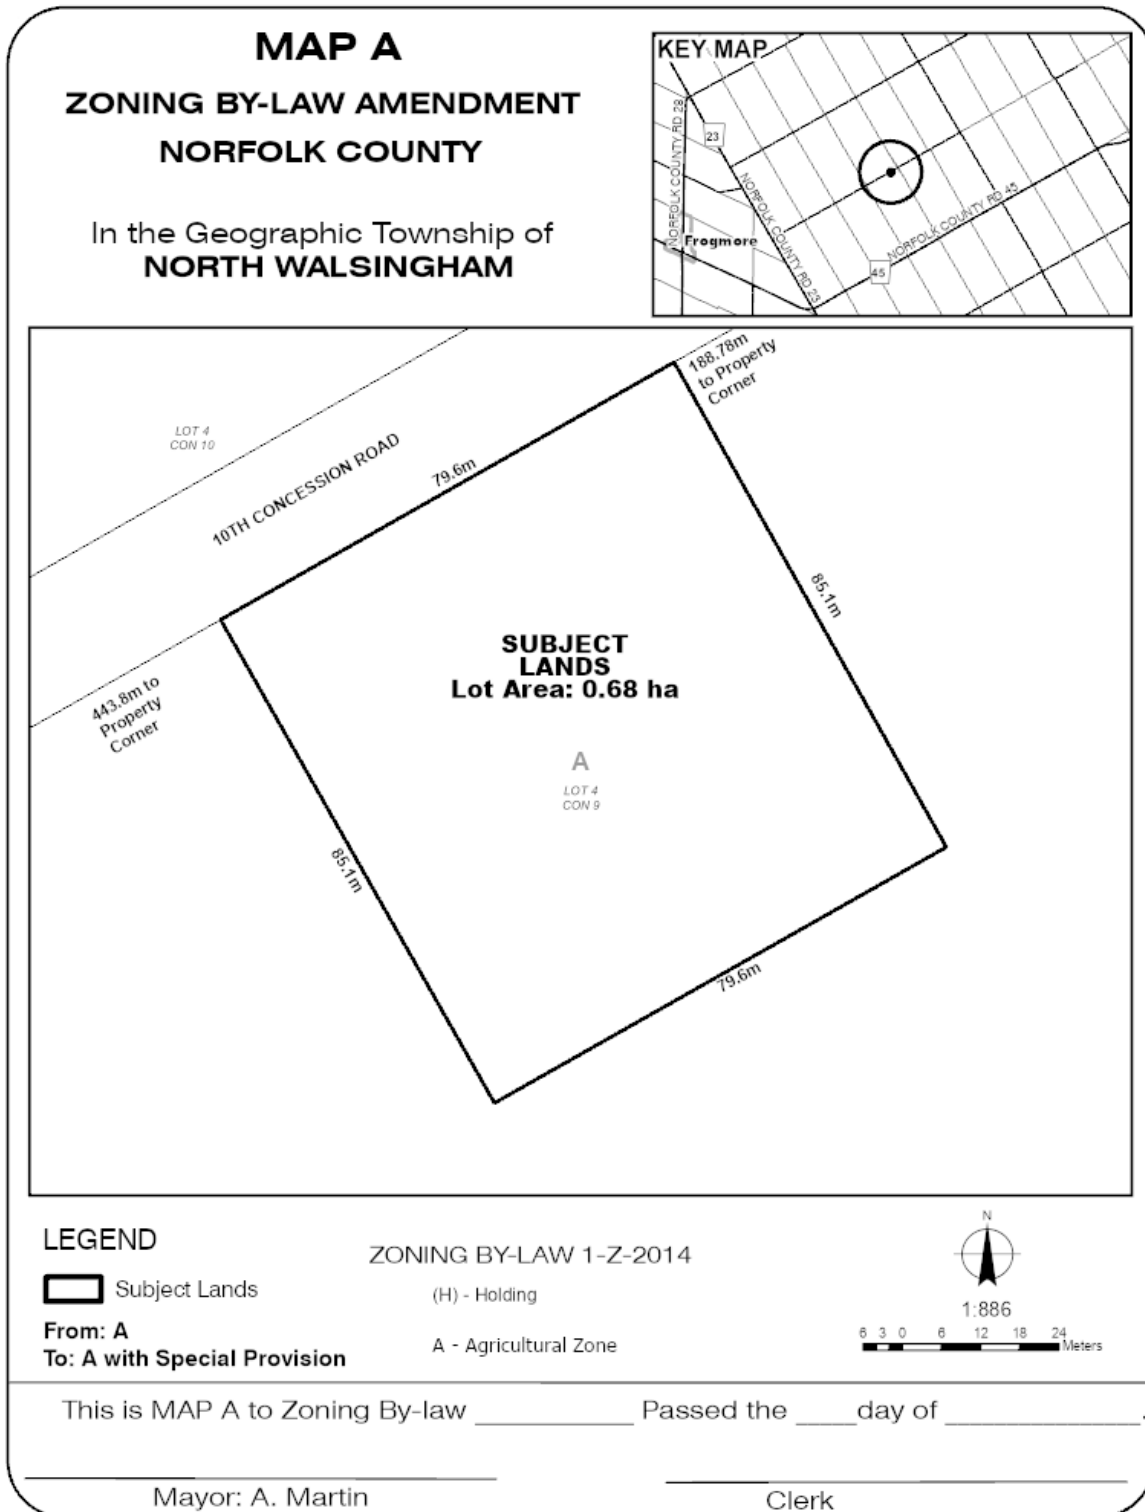 MAP A
ZONING BY-LAW AMENDMENT
NORFOLK COUNTY
In the Geographic Township of
NORTH WALSINGHAM
KEY MAP
NORFOLK COUNTY RD 28
23
NORFOLK COUNTY RD 23
Frogmore
NORFOLK COUNTY RD 45
45
188.78m
to Property
Corner
LOT 4
CON 10
10TH CONCESSION ROAD
79.6m
85.1m
SUBJECT
LANDS
Lot Area: 0.68 ha
443.8m to
Property
Corner
A
LOT 4
CON 9
85.1m
79.6m
LEGEND
Subject Lands
From: A
To: A with Special Provision
ZONING BY-LAW 1-Z-2014
(H) - Holding
A - Agricultural Zone
N
1:886
6 3 0 6 12 18 24
Meters
This is MAP A to Zoning By-law ____________ Passed the ____day of ______________.
Mayor: A. Martin
Clerk